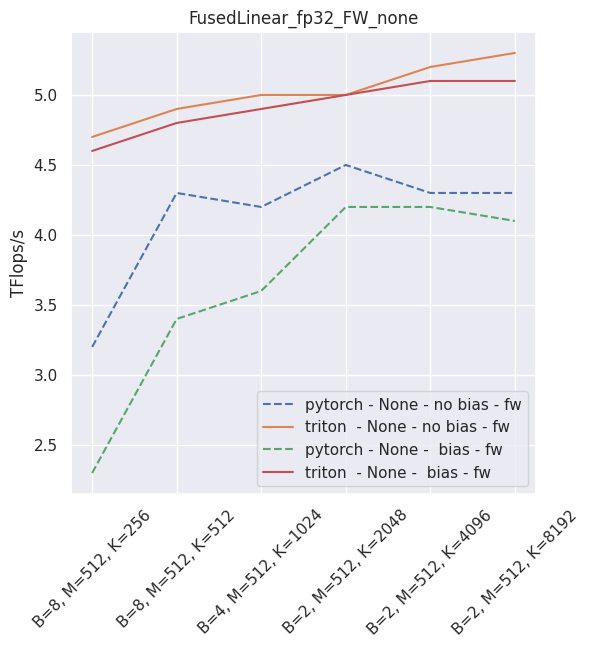 FusedLinear_fp32_FW_none
TFlops/s
5.0
4.5
4.0
3.5
3.0
2.5
pytorch - None - no bias - fw
triton  - None - no bias - fw
pytorch - None -  bias - fw
triton  - None -  bias - fw
B=8, M=512, K=256
B=8, M=512, K=512
B=4, M=512, K=1024
B=2, M=512, K=2048
B=2, M=512, K=4096
B=2, M=512, K=8192